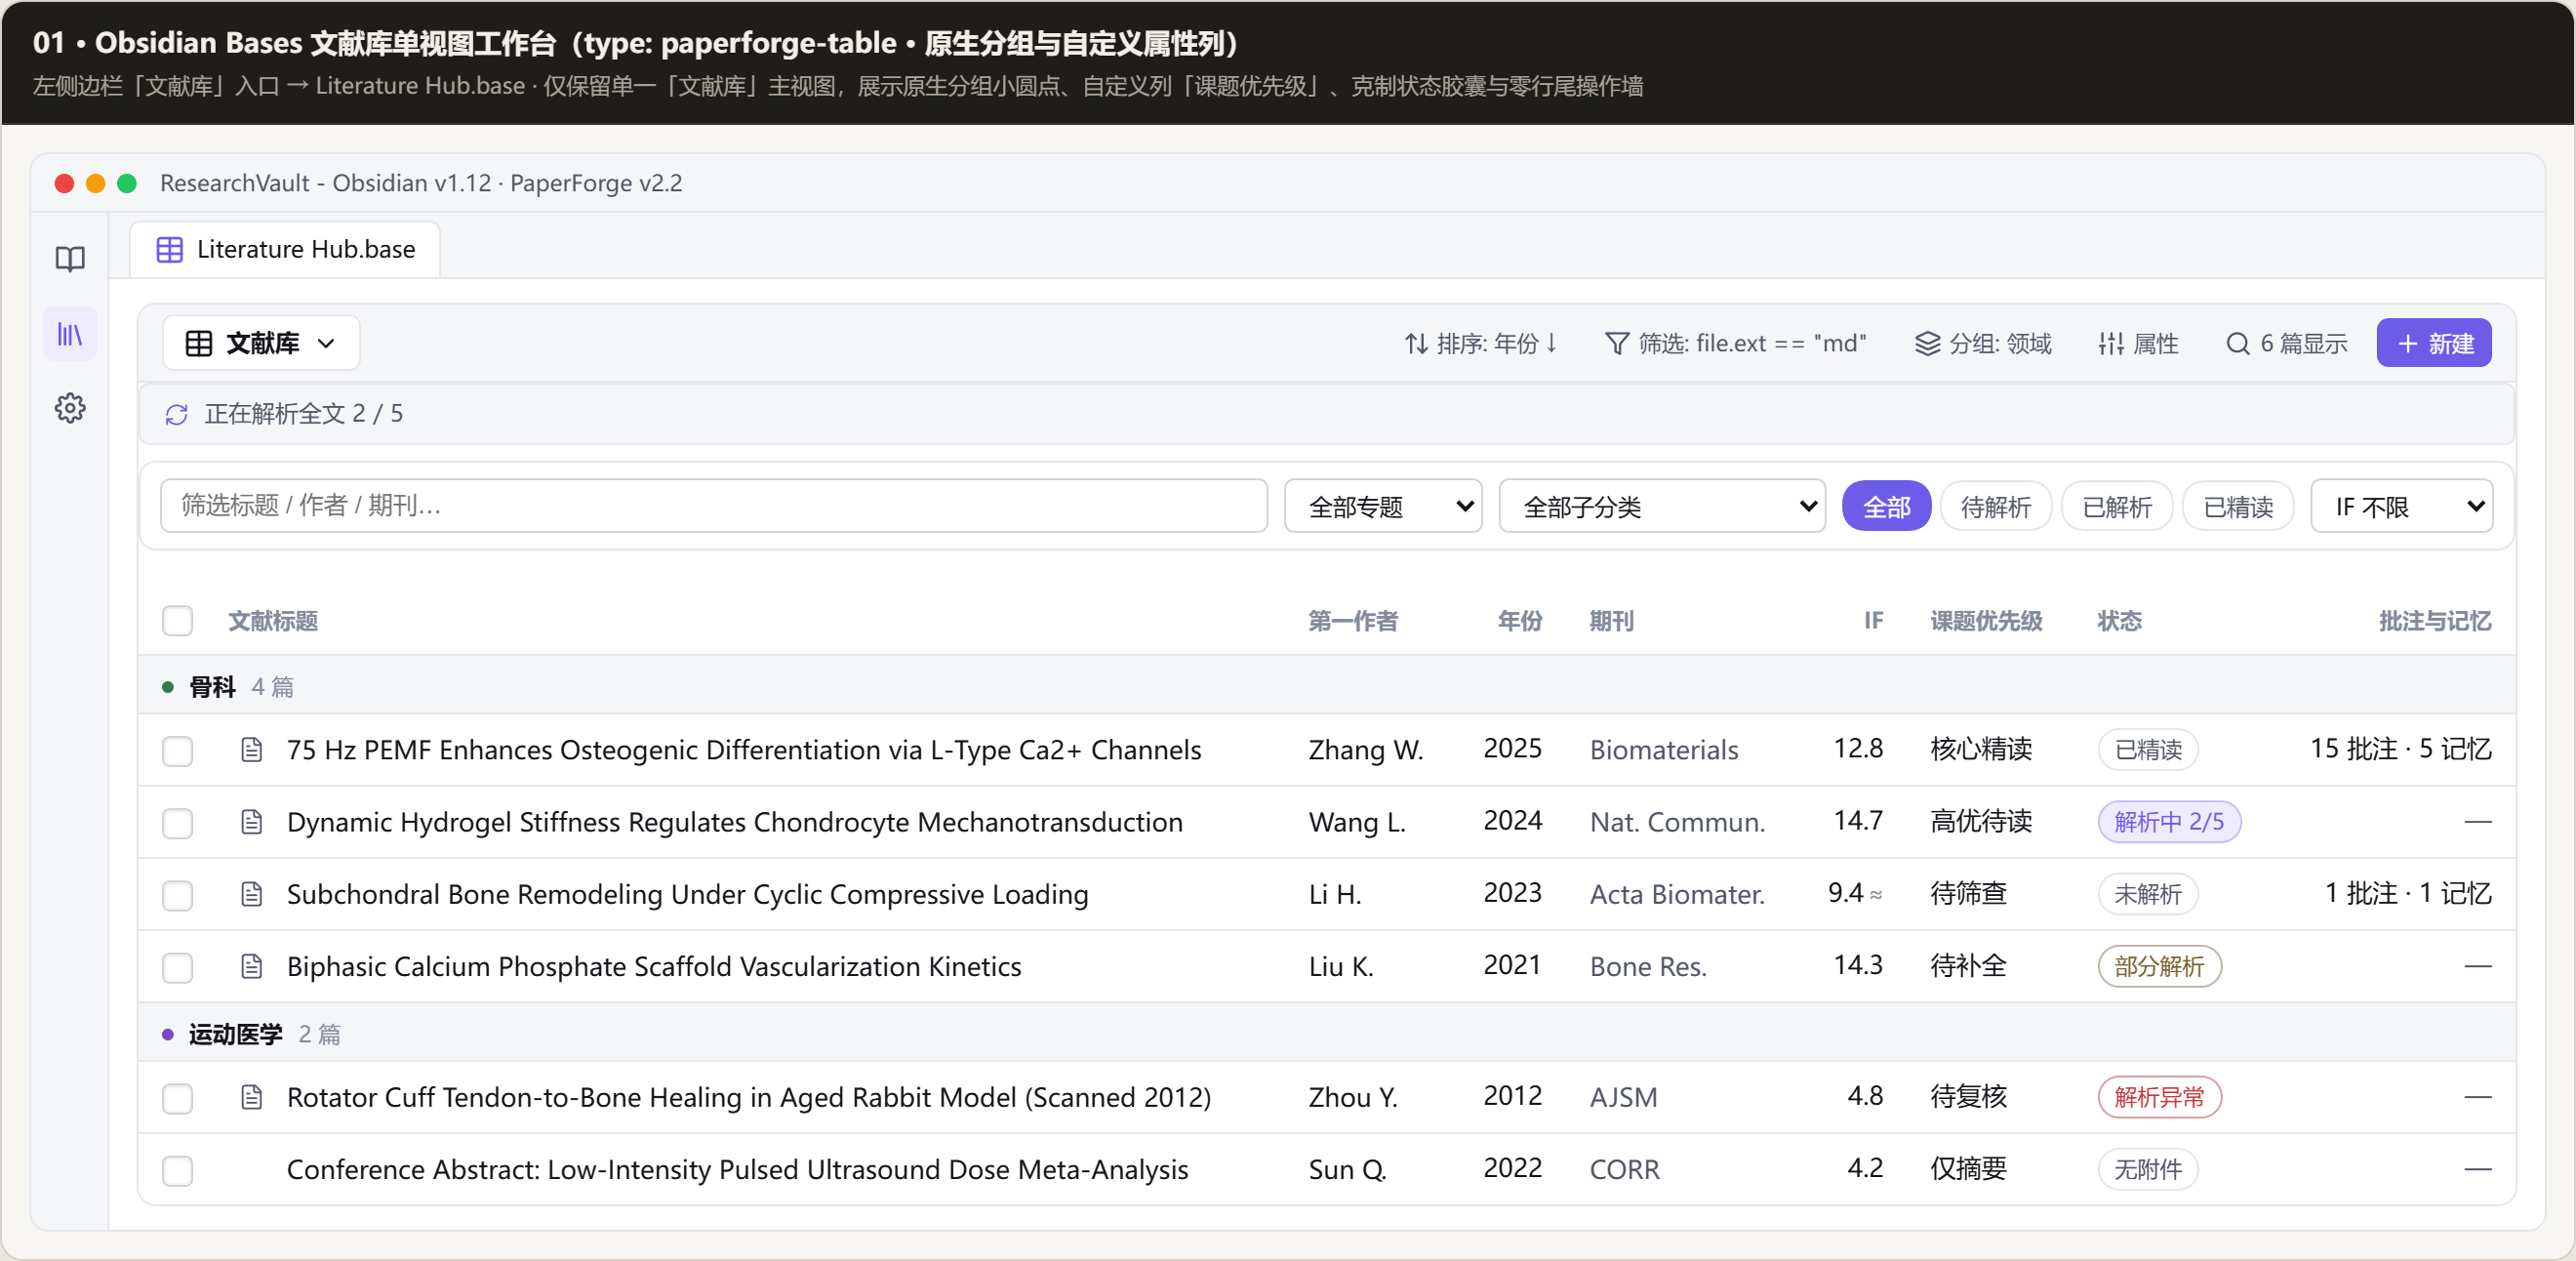 01 • Obsidian Bases 文献库单视图工作台（type: paperforge-table • 原生分组与自定义属性列）
左侧边栏「文献库」入口 → Literature Hub.base · 仅保留单一「文献库」主视图，展示原生分组小圆点、自定义列「课题优先级」、克制状态胶囊与零行尾操作墙
ResearchVault - Obsidian v1.12 · PaperForge v2.2
Literature Hub.base
文献库 排序: 年份 ↓ 筛选: file.ext == "md" 分组: 领域 属性 6 篇显示 + 新建
正在解析全文 2 / 5
筛选标题 / 作者 / 期刊… 全部专题 全部子分类 全部 待解析 已解析 已精读 IF 不限
文献标题 第一作者 年份 期刊 IF 课题优先级 状态 批注与记忆
骨科 4 篇
75 Hz PEMF Enhances Osteogenic Differentiation via L-Type Ca2+ Channels Zhang W. 2025 Biomaterials 12.8 核心精读 已精读 15 批注 · 5 记忆
Dynamic Hydrogel Stiffness Regulates Chondrocyte Mechanotransduction Wang L. 2024 Nat. Commun. 14.7 高优待读 解析中 2/5 —
Subchondral Bone Remodeling Under Cyclic Compressive Loading Li H. 2023 Acta Biomater. 9.4 ≈ 待筛查 未解析 1 批注 · 1 记忆
Biphasic Calcium Phosphate Scaffold Vascularization Kinetics Liu K. 2021 Bone Res. 14.3 待补全 部分解析 —
运动医学 2 篇
Rotator Cuff Tendon-to-Bone Healing in Aged Rabbit Model (Scanned 2012) Zhou Y. 2012 AJSM 4.8 待复核 解析异常 —
Conference Abstract: Low-Intensity Pulsed Ultrasound Dose Meta-Analysis Sun Q. 2022 CORR 4.2 仅摘要 无附件 —